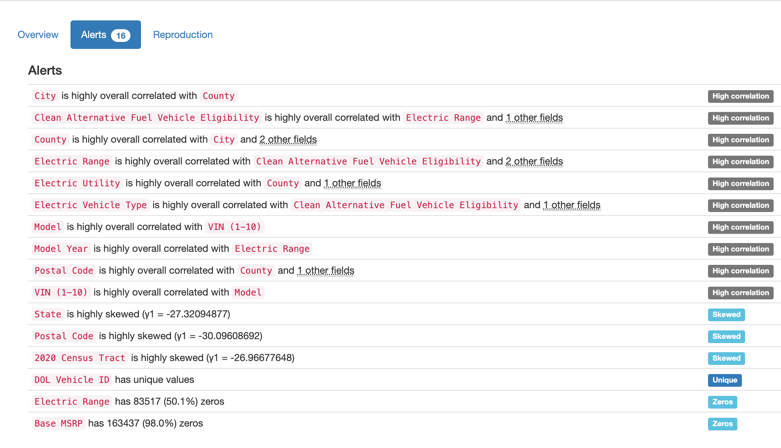 Overview Alerts 16 Reproduction
Alerts
City is highly overall correlated with County High correlation
Clean Alternative Fuel Vehicle Eligibility is highly overall correlated with Electric Range and 1 other fields High correlation
County is highly overall correlated with City and 2 other fields High correlation
Electric Range is highly overall correlated with Clean Alternative Fuel Vehicle Eligibility and 2 other fields High correlation
Electric Utility is highly overall correlated with County and 1 other fields High correlation
Electric Vehicle Type is highly overall correlated with Clean Alternative Fuel Vehicle Eligibility and 1 other fields High correlation
Model is highly overall correlated with VIN (1-10) High correlation
Model Year is highly overall correlated with Electric Range High correlation
Postal Code is highly overall correlated with County and 1 other fields High correlation
VIN (1-10) is highly overall correlated with Model High correlation
State is highly skewed (γ1 = -27.32094877) Skewed
Postal Code is highly skewed (γ1 = -30.09608692) Skewed
2020 Census Tract is highly skewed (γ1 = -26.96677648) Skewed
DOL Vehicle ID has unique values Unique
Electric Range has 83517 (50.1%) zeros Zeros
Base MSRP has 163437 (98.0%) zeros Zeros